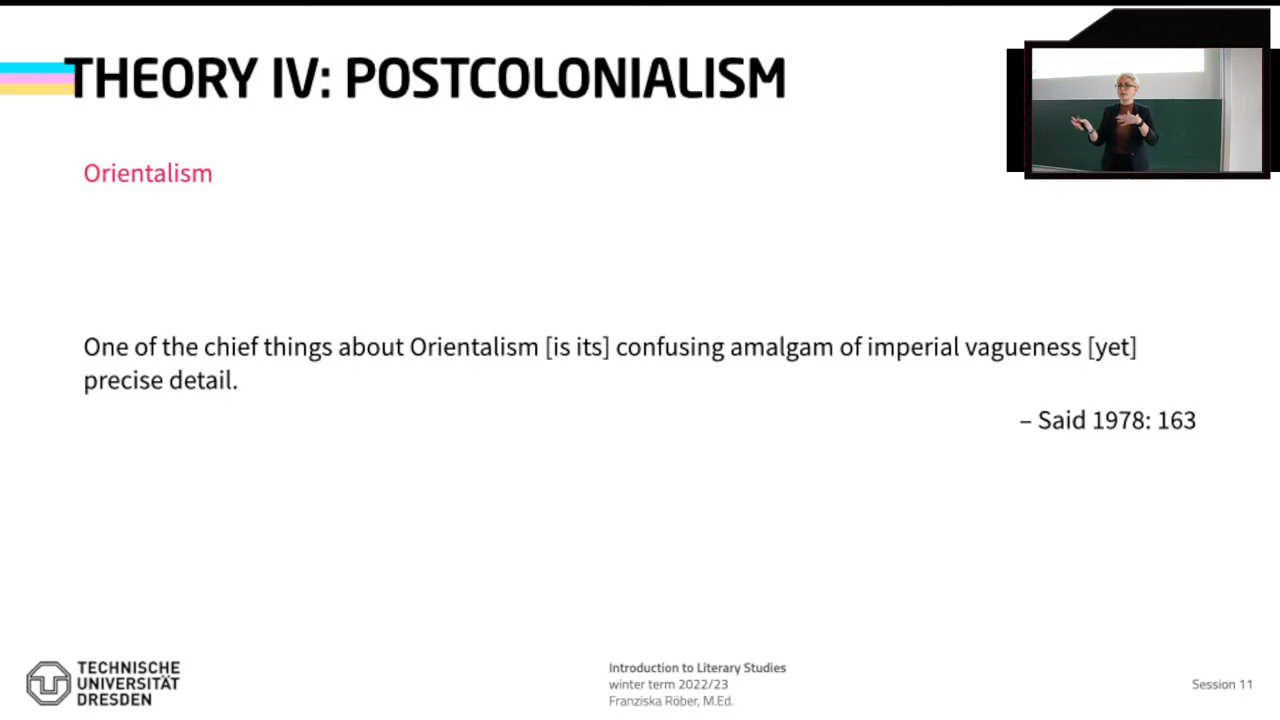 THEORY IV: POSTCOLONIALISM
Orientalism
One of the chief things about Orientalism [is its] confusing amalgam of imperial vagueness [yet]
precise detail.
– Said 1978: 163
TECHNISCHE
UNIVERSITÄT
DRESDEN
Introduction to Literary Studies
winter term 2022/23
Franziska Röber, M.Ed.
Session 11